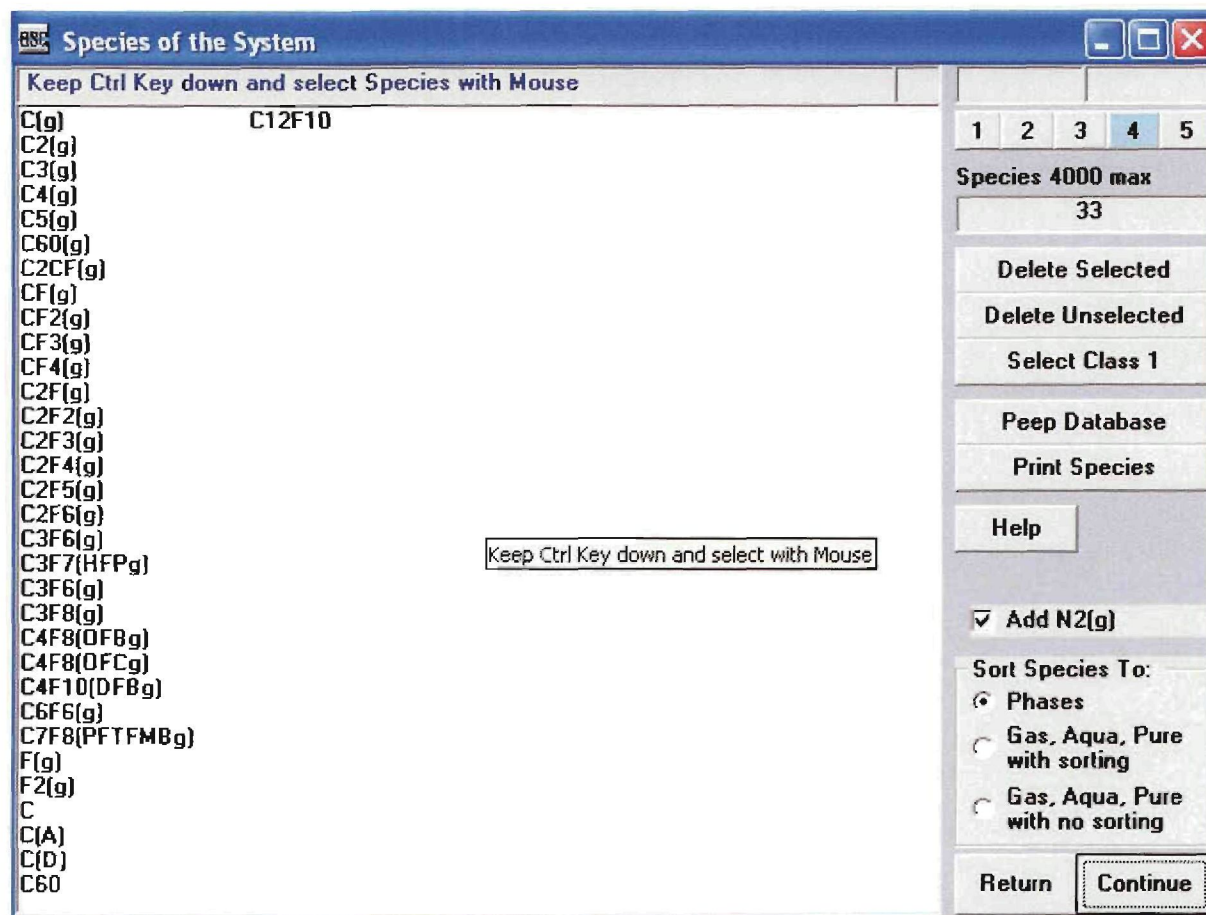 HSC Species of the System
Keep Ctrl Key down and select Species with Mouse
C(g) C12F10
C2(g)
C3(g)
C4(g)
C5(g)
C60(g)
C2CF(g)
CF(g)
CF2(g)
CF3(g)
CF4(g)
C2F(g)
C2F2(g)
C2F3(g)
C2F4(g)
C2F5(g)
C2F6(g)
C3F6(g)
C3F7(HFPg)
C3F6(g)
C3F8(g)
C4F8(OFBg)
C4F8(OFCg)
C4F10(DFBg)
C6F6(g)
C7F8(PFTFMBg)
F(g)
F2(g)
C
C(A)
C(D)
C60
Keep Ctrl Key down and select with Mouse
1 2 3 4 5
Species 4000 max
33
Delete Selected
Delete Unselected
Select Class 1
Peep Database
Print Species
Help
Add N2(g)
Sort Species To:
Phases
Gas, Aqua, Pure
with sorting
Gas, Aqua, Pure
with no sorting
Return Continue